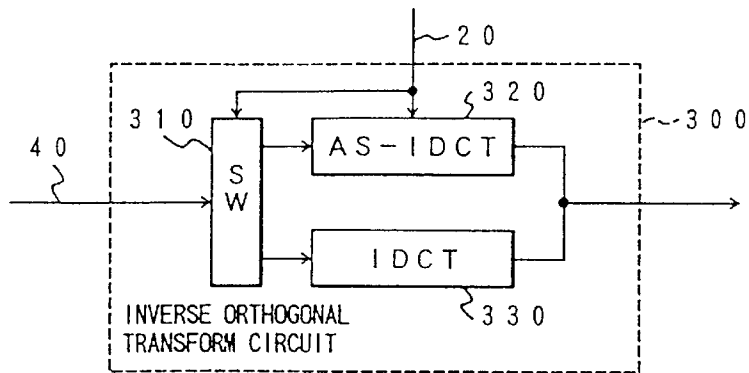 20
310
320
300
40
SW
AS-IDCT
IDCT
330
INVERSE ORTHOGONAL
TRANSFORM CIRCUIT